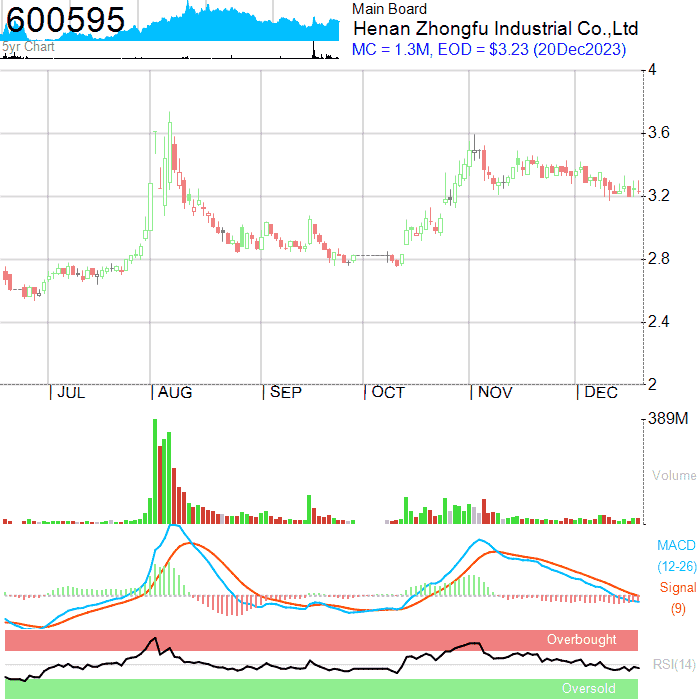 600595
5yr Chart
Main Board
Henan Zhongfu Industrial Co.,Ltd
MC = 1.3M, EOD = $3.23 (20Dec2023)
4
3.6
3.2
2.8
2.4
2
JUL AUG SEP OCT NOV DEC
389M
Volume
MACD
(12-26)
Signal
(9)
Overbought
RSI(14)
Oversold